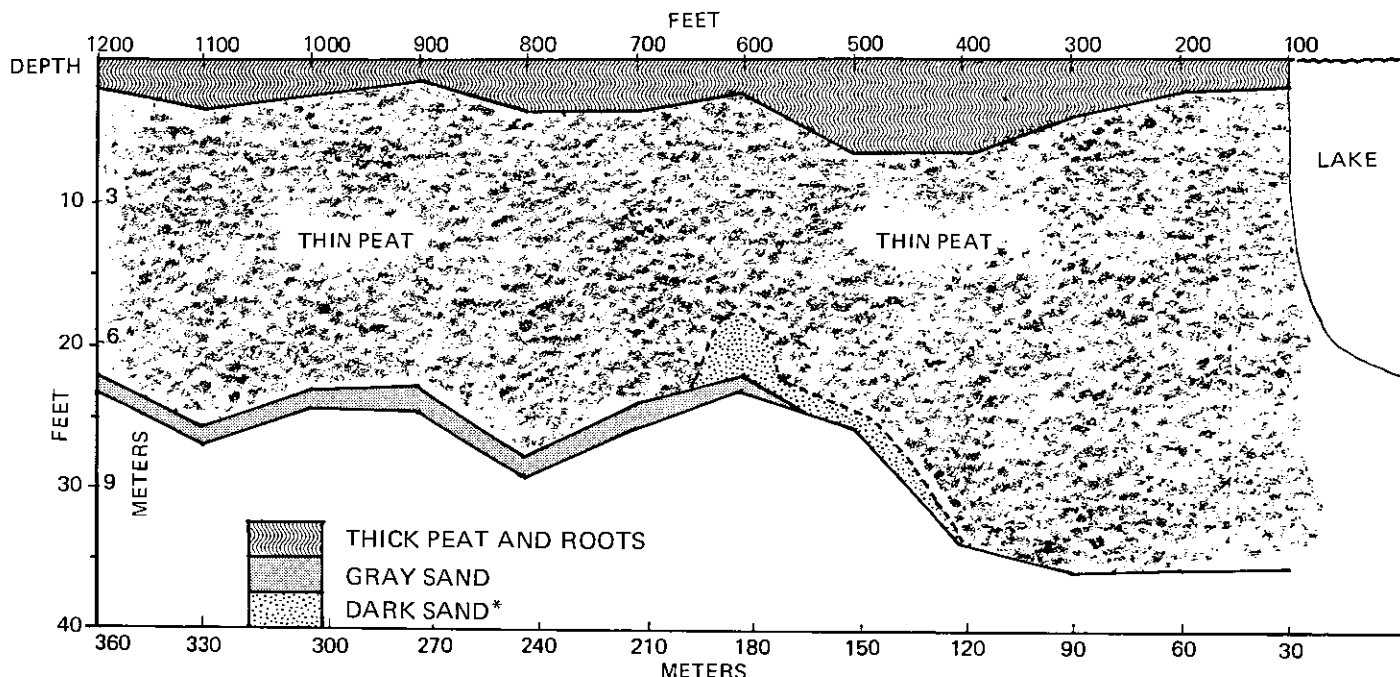 FEET
1200 1100 1000 900 800 700 600 500 400 300 200 100
DEPTH
LAKE
10 3
THIN PEAT THIN PEAT
20 6
FEET
METERS
30 9
THICK PEAT AND ROOTS
GRAY SAND
DARK SAND*
40
360 330 300 270 240 210 180 150 120 90 60 30
METERS